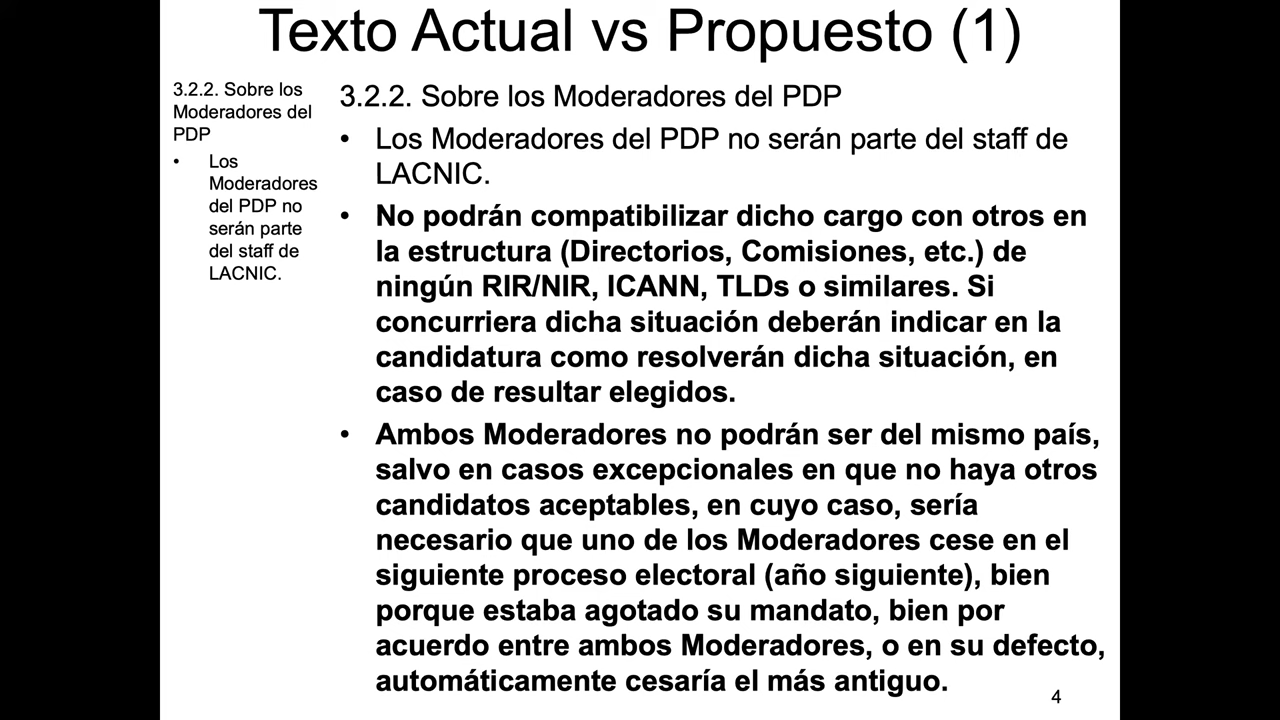 Texto Actual vs Propuesto (1)
3.2.2. Sobre los
Moderadores del
PDP
• Los
Moderadores
del PDP no
serán parte
del staff de
LACNIC.
3.2.2. Sobre los Moderadores del PDP
• Los Moderadores del PDP no serán parte del staff de
LACNIC.
• No podrán compatibilizar dicho cargo con otros en
la estructura (Directorios, Comisiones, etc.) de
ningún RIR/NIR, ICANN, TLDs o similares. Si
concurriera dicha situación deberán indicar en la
candidatura como resolverán dicha situación, en
caso de resultar elegidos.
• Ambos Moderadores no podrán ser del mismo país,
salvo en casos excepcionales en que no haya otros
candidatos aceptables, en cuyo caso, sería
necesario que uno de los Moderadores cese en el
siguiente proceso electoral (año siguiente), bien
porque estaba agotado su mandato, bien por
acuerdo entre ambos Moderadores, o en su defecto,
automáticamente cesaría el más antiguo.
4